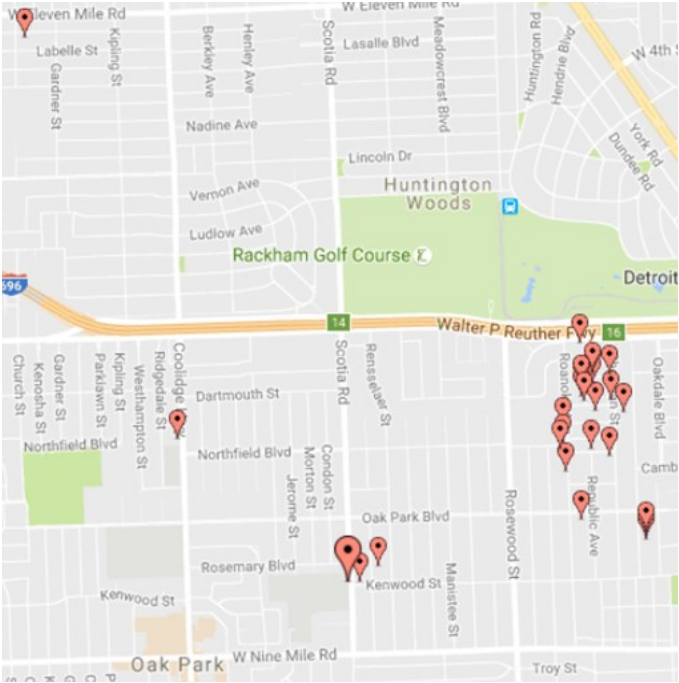 W Eleven Mile Rd
W Eleven Mile Rd
Labelle St
Kipling St
Gardner St
Berkley Ave
Henley Ave
Scotia Rd
Lasalle Blvd
Meadowcrest Blvd
Huntington Rd
Hendrie Blvd
W 4th S
Nadine Ave
Lincoln Dr
York Rd
Dundee Rd
Vernon Ave
Huntington
Woods
Ludlow Ave
Rackham Golf Course
Detroit
696
14
Walter P Reuther Fwy
16
Church St
Kenosha St
Gardner St
Parklawn St
Kipling St
Westhampton St
Ridgedale St
Coolidge
Scotia Rd
Rensselaer St
Roanok
St
Oakdale Blvd
Dartmouth St
Northfield Blvd
Northfield Blvd
Condon St
Morton St
Jerome St
Camb
Rosewood St
Republic Ave
Oak Park Blvd
Rosemary Blvd
Kenwood St
Manistee St
Kenwood St
Oak Park
W Nine Mile Rd
Troy St